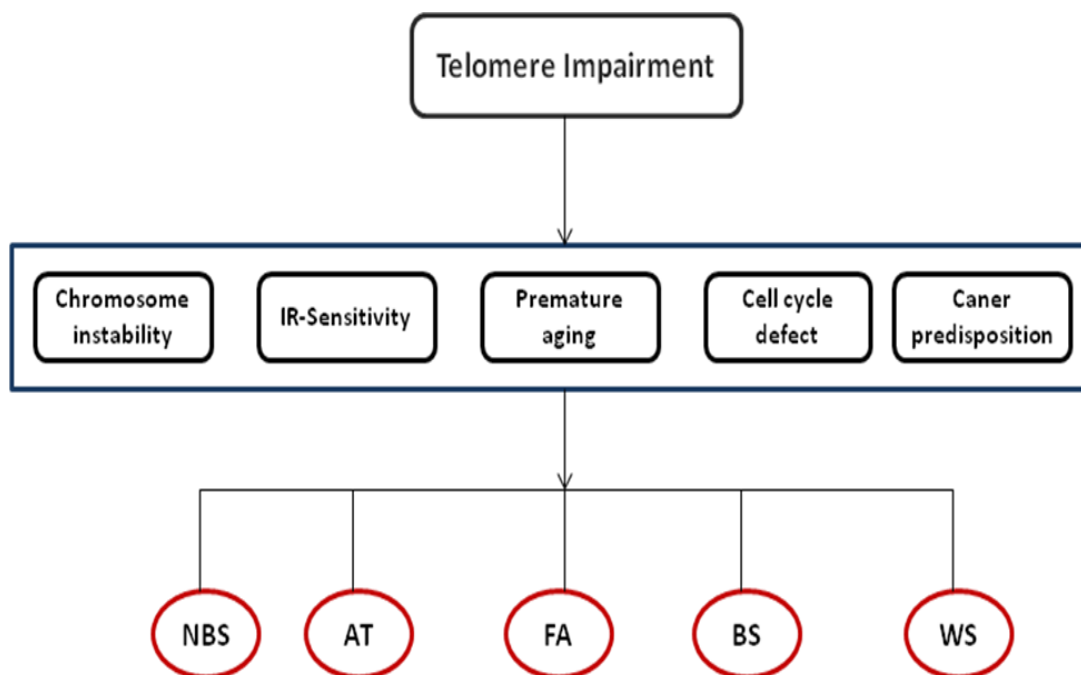 Telomere Impairment
Chromosome
instability
IR-Sensitivity
Premature
aging
Cell cycle
defect
Caner
predisposition
NBS
AT
FA
BS
WS